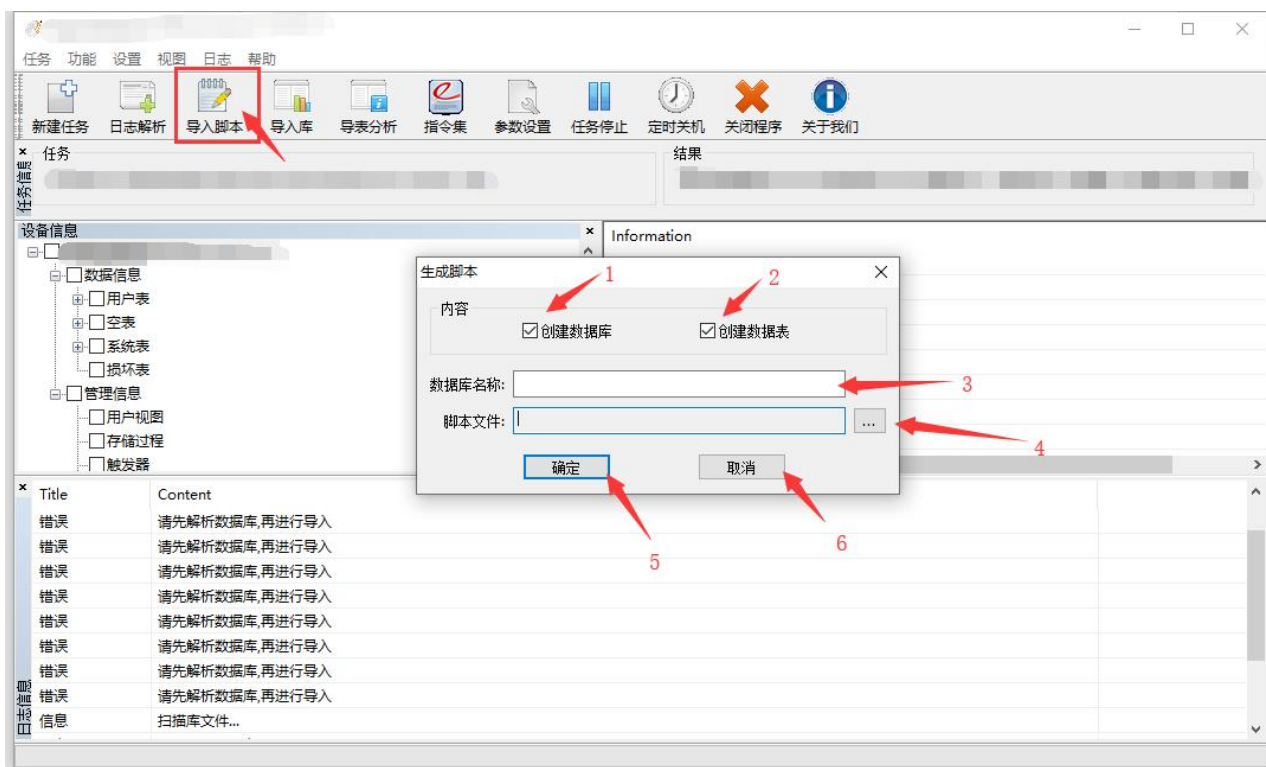 任务 功能 设置 视图 日志 帮助
新建任务 日志解析 导入脚本 导入库 导表分析 指令集 参数设置 任务停止 定时关机 关闭程序 关于我们
任务信息
任务
结果
设备信息
数据信息
用户表
空表
系统表
损坏表
管理信息
用户视图
存储过程
触发器
Information
生成脚本
内容
创建数据库 创建数据表
1
2
数据库名称:
3
脚本文件:
...
4
确定 取消
5
6
日志信息
Title Content
错误 请先解析数据库,再进行导入
错误 请先解析数据库,再进行导入
错误 请先解析数据库,再进行导入
错误 请先解析数据库,再进行导入
错误 请先解析数据库,再进行导入
错误 请先解析数据库,再进行导入
错误 请先解析数据库,再进行导入
错误 请先解析数据库,再进行导入
信息 扫描库文件...